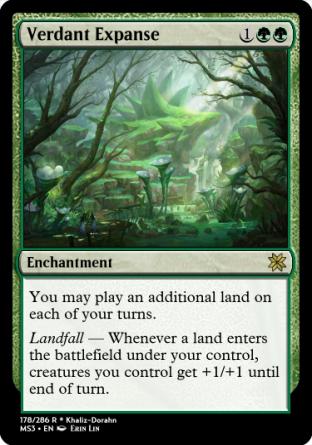 Verdant Expanse 1
Enchantment
You may play an additional land on
each of your turns.
Landfall — Whenever a land enters
the battlefield under your control,
creatures you control get +1/+1 until
end of turn.
178/286 R * Khaliz-Dorahn
MS3 • EN Erin Lin